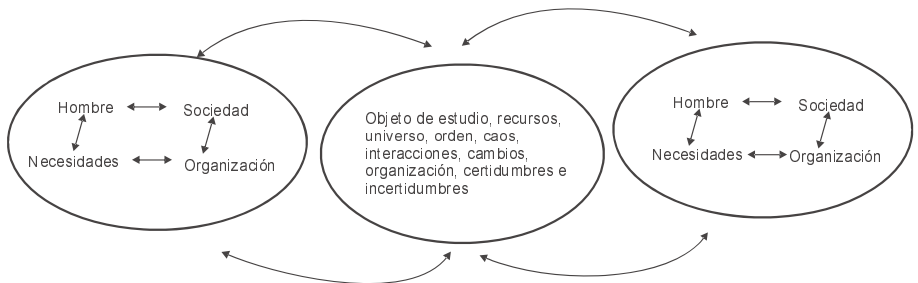 Hombre Sociedad
Necesidades Organización
Objeto de estudio, recursos,
universo, orden, caos,
interacciones, cambios,
organización, certidumbres e
incertidumbres
Hombre Sociedad
Necesidades Organización